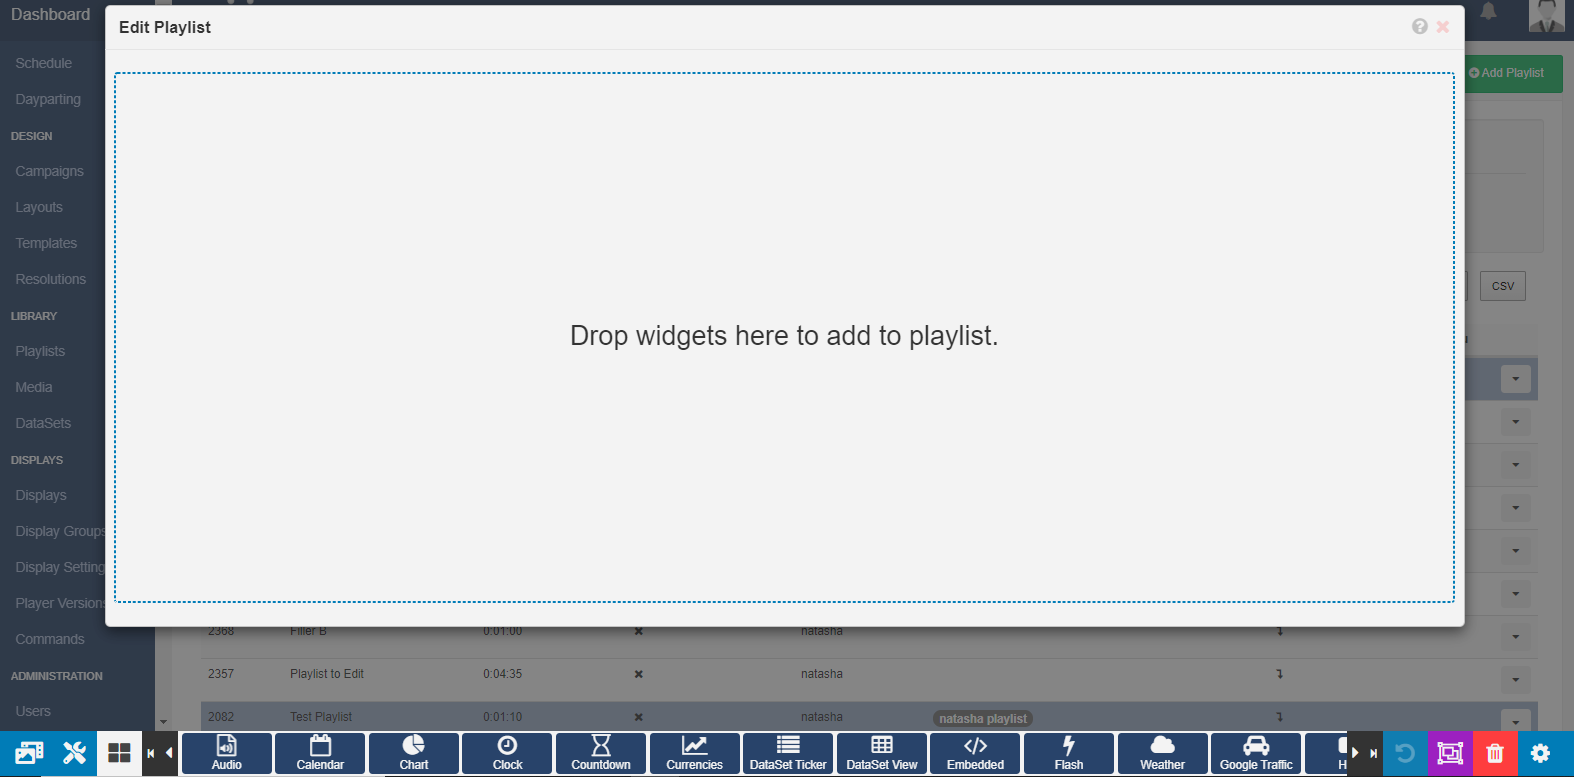 Dashboard
Edit Playlist
Schedule
Add Playlist
Dayparting
DESIGN
Campaigns
Layouts
Templates
Resolutions
CSV
LIBRARY
Drop widgets here to add to playlist.
Playlists
Media
DataSets
DISPLAYS
Displays
Display Groups
Display Setting
Player Versions
2368 Filler B 0:01:00 natasha
Commands
2357 Playlist to Edit 0:04:35 natasha
ADMINISTRATION
Users
2082 Test Playlist 0:01:10 natasha natasha playlist
Audio Calendar Chart Clock Countdown Currencies DataSet Ticker DataSet View Embedded Flash Weather Google Traffic H